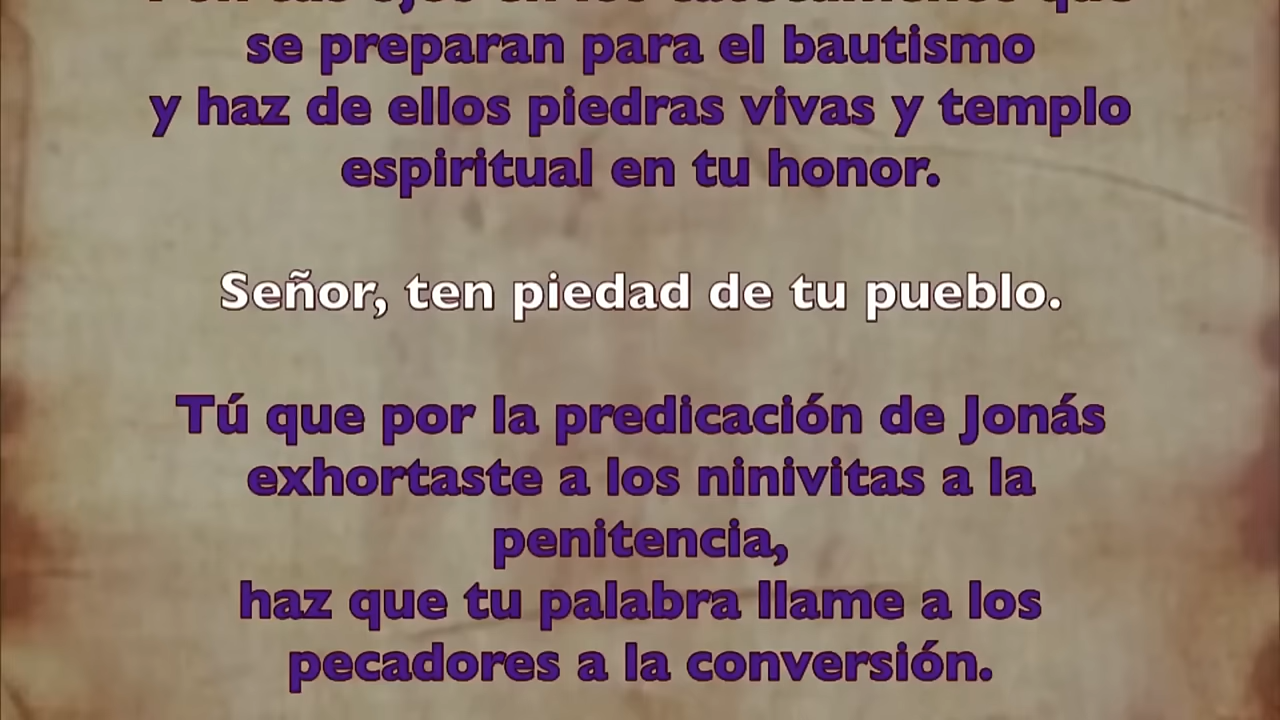 se preparan para el bautismo
y haz de ellos piedras vivas y templo
espiritual en tu honor.
Señor, ten piedad de tu pueblo.
Tú que por la predicación de Jonás
exhortaste a los ninivitas a la
penitencia,
haz que tu palabra llame a los
pecadores a la conversión.